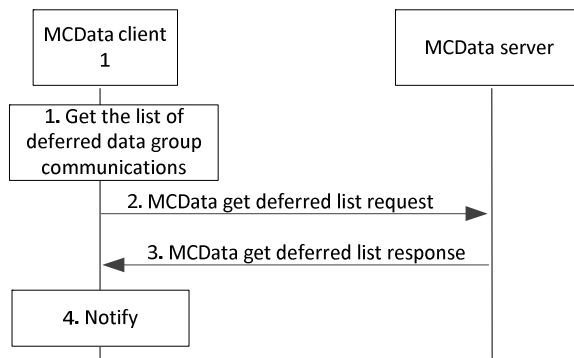 MCData client
1
MCData server
1. Get the list of
deferred data group
communications
2. MCData get deferred list request
3. MCData get deferred list response
4. Notify